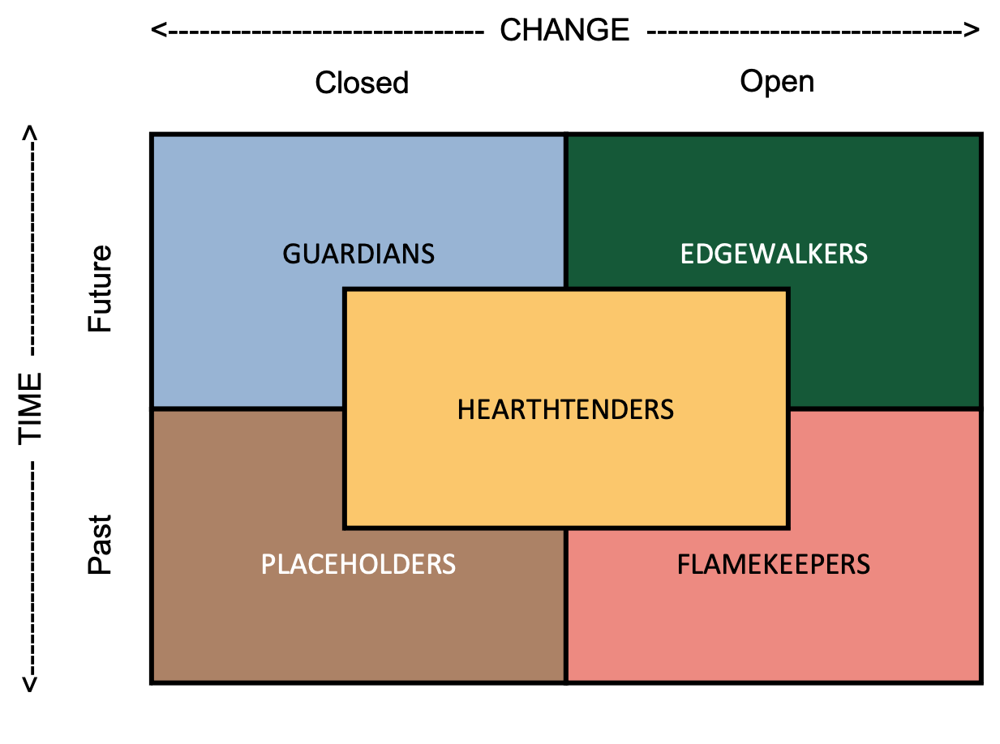 <------------------------------ CHANGE ------------------------------>
Closed Open
<-------------------- TIME -------------------->
Future
GUARDIANS EDGEWALKERS
HEARTHTENDERS
Past
PLACEHOLDERS FLAMEKEEPERS